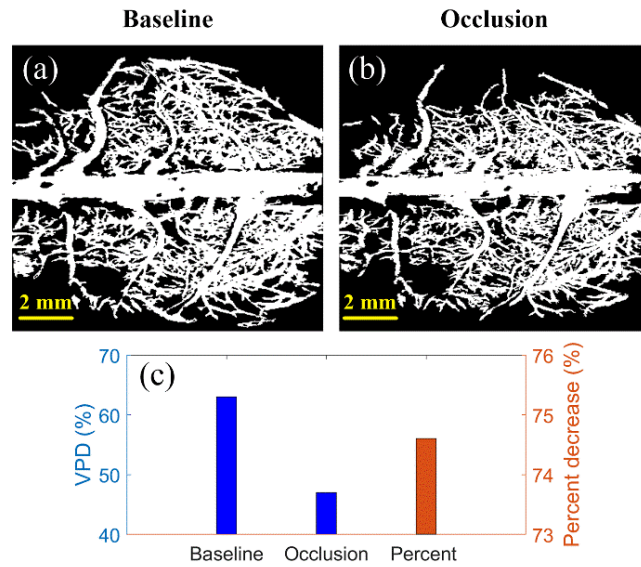 Baseline Occlusion
(a) (b)
2 mm 2 mm
(c)
70 76
60 75
50 74
40 73
VPD (%)
Percent decrease (%)
Baseline Occlusion Percent